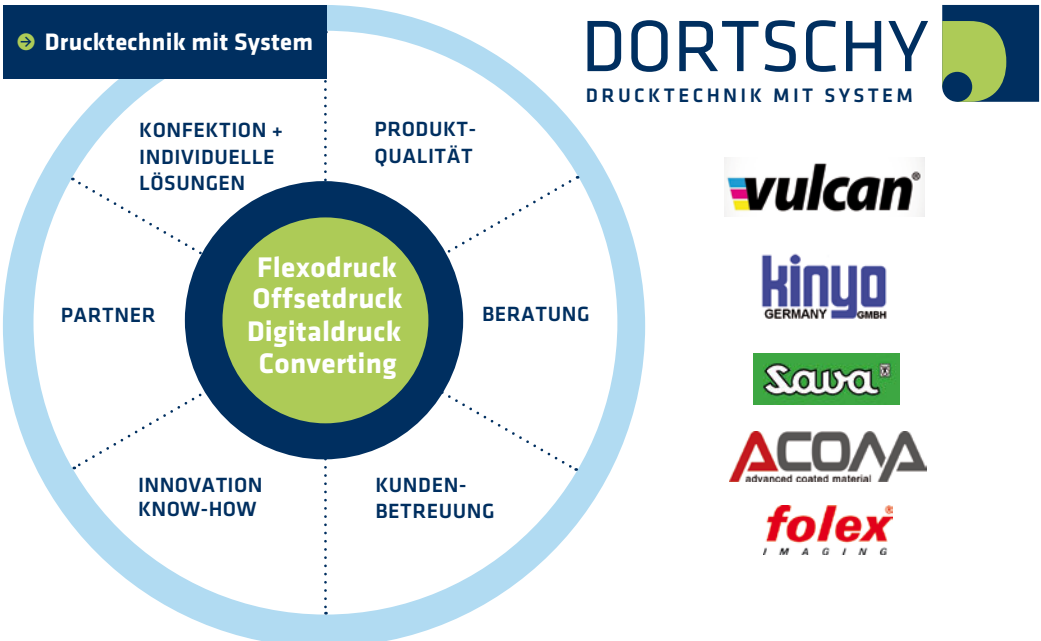 Drucktechnik mit System
KONFEKTION +
INDIVIDUELLE
LÖSUNGEN
PRODUKT-
QUALITÄT
PARTNER
Flexodruck
Offsetdruck
Digitaldruck
Converting
BERATUNG
INNOVATION
KNOW-HOW
KUNDEN-
BETREUUNG
DORTSCHY
DRUCKTECHNIK MIT SYSTEM
vulcan®
kinyo
GERMANY GMBH
Sava®
ACOMA
advanced coated material
folex®
IMAGING